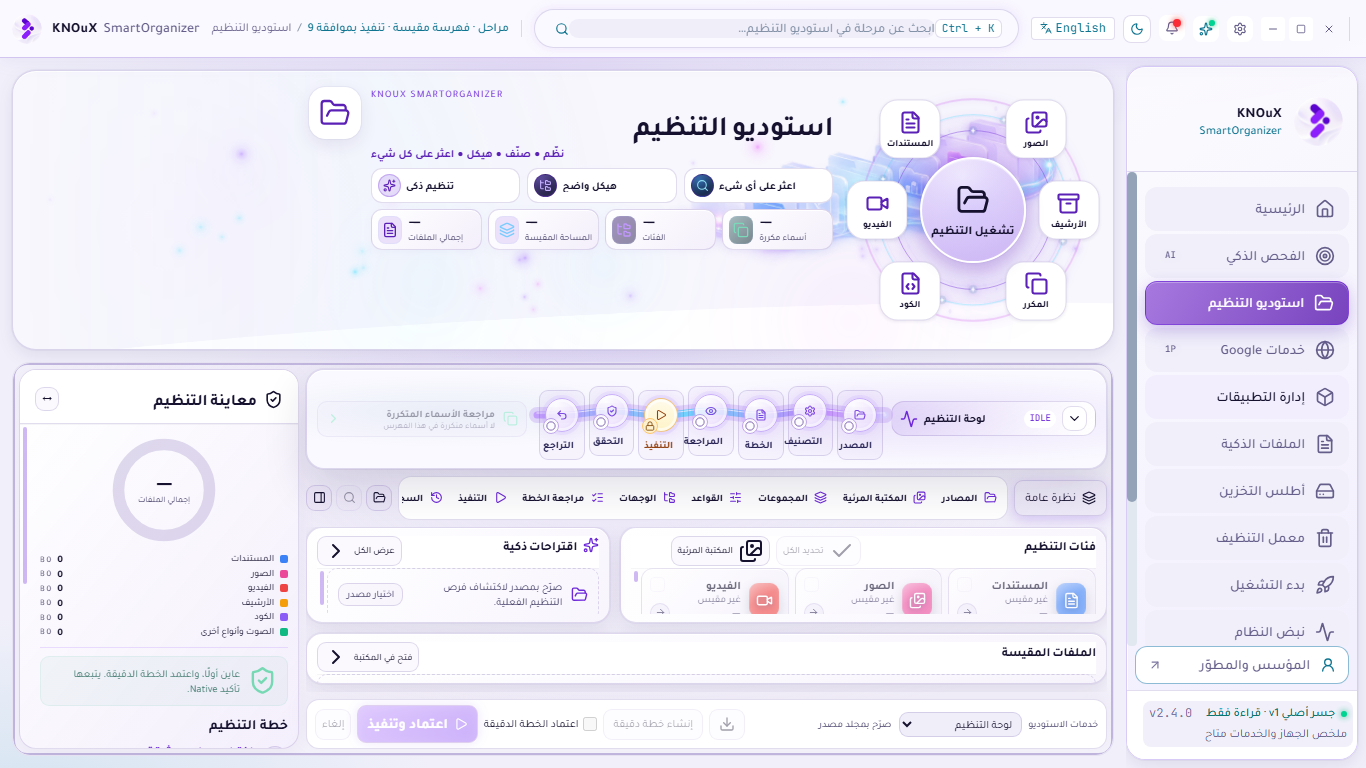 KNOuX SmartOrganizer
استوديو التنظيم / 9 مراحل · فهرسة مقيسة · تنفيذ بموافقة
ابحث عن مرحلة في استوديو التنظيم...
Ctrl + K
English
KNOuX
SmartOrganizer
الرئيسية
الفحص الذكي
AI
استوديو التنظيم
خدمات Google
1P
إدارة التطبيقات
الملفات الذكية
أطلس التخزين
معمل التنظيف
بدء التشغيل
نبض النظام
المؤسس والمطوّر
جسر أصلي v1 · قراءة فقط
v2.4.0
ملخص الجهاز والخدمات متاح
KNOUX SMARTORGANIZER
استوديو التنظيم
نظّم • صنّف • هيكل • اعثر على كل شيء
اعثر على أي شيء
هيكل واضح
تنظيم ذكي
—
أسماء مكررة
—
الفئات
—
المساحة المقيسة
—
إجمالي الملفات
الصور
المستندات
الأرشيف
تشغيل التنظيم
الفيديو
المكرر
الكود
لوحة التنظيم
IDLE
المصدر
التصنيف
الخطة
المراجعة
التنفيذ
التحقق
التراجع
مراجعة الأسماء المتكررة
لا أسماء متكررة في هذا الفهرس
نظرة عامة
المصادر
المكتبة المرئية
المجموعات
القواعد
الوجهات
مراجعة الخطة
التنفيذ
السج
فئات التنظيم
تحديد الكل
المكتبة المرئية
المستندات
غير مقيس
الصور
غير مقيس
الفيديو
غير مقيس
اقتراحات ذكية
عرض الكل
صرّح بمصدر لاكتشاف فرص التنظيم الفعلية.
اختيار مصدر
الملفات المقيسة
فتح في المكتبة
خدمات الاستوديو
لوحة التنظيم
صرّح بمجلد مصدر
إنشاء خطة دقيقة
اعتماد الخطة الدقيقة
اعتماد وتنفيذ
إلغاء
معاينة التنظيم
—
إجمالي الملفات
المستندات 0 B 0
الصور 0 B 0
الفيديو 0 B 0
الأرشيف 0 B 0
الكود 0 B 0
الصوت وأنواع أخرى 0 B 0
عاين أولًا، واعتمد الخطة الدقيقة. يتبعها
تأكيد Native.
خطة التنظيم